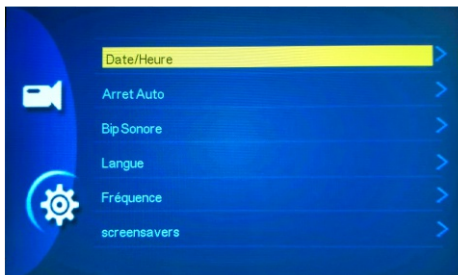 Date/Heure
Arret Auto
Bip Sonore
Langue
Fréquence
screensavers